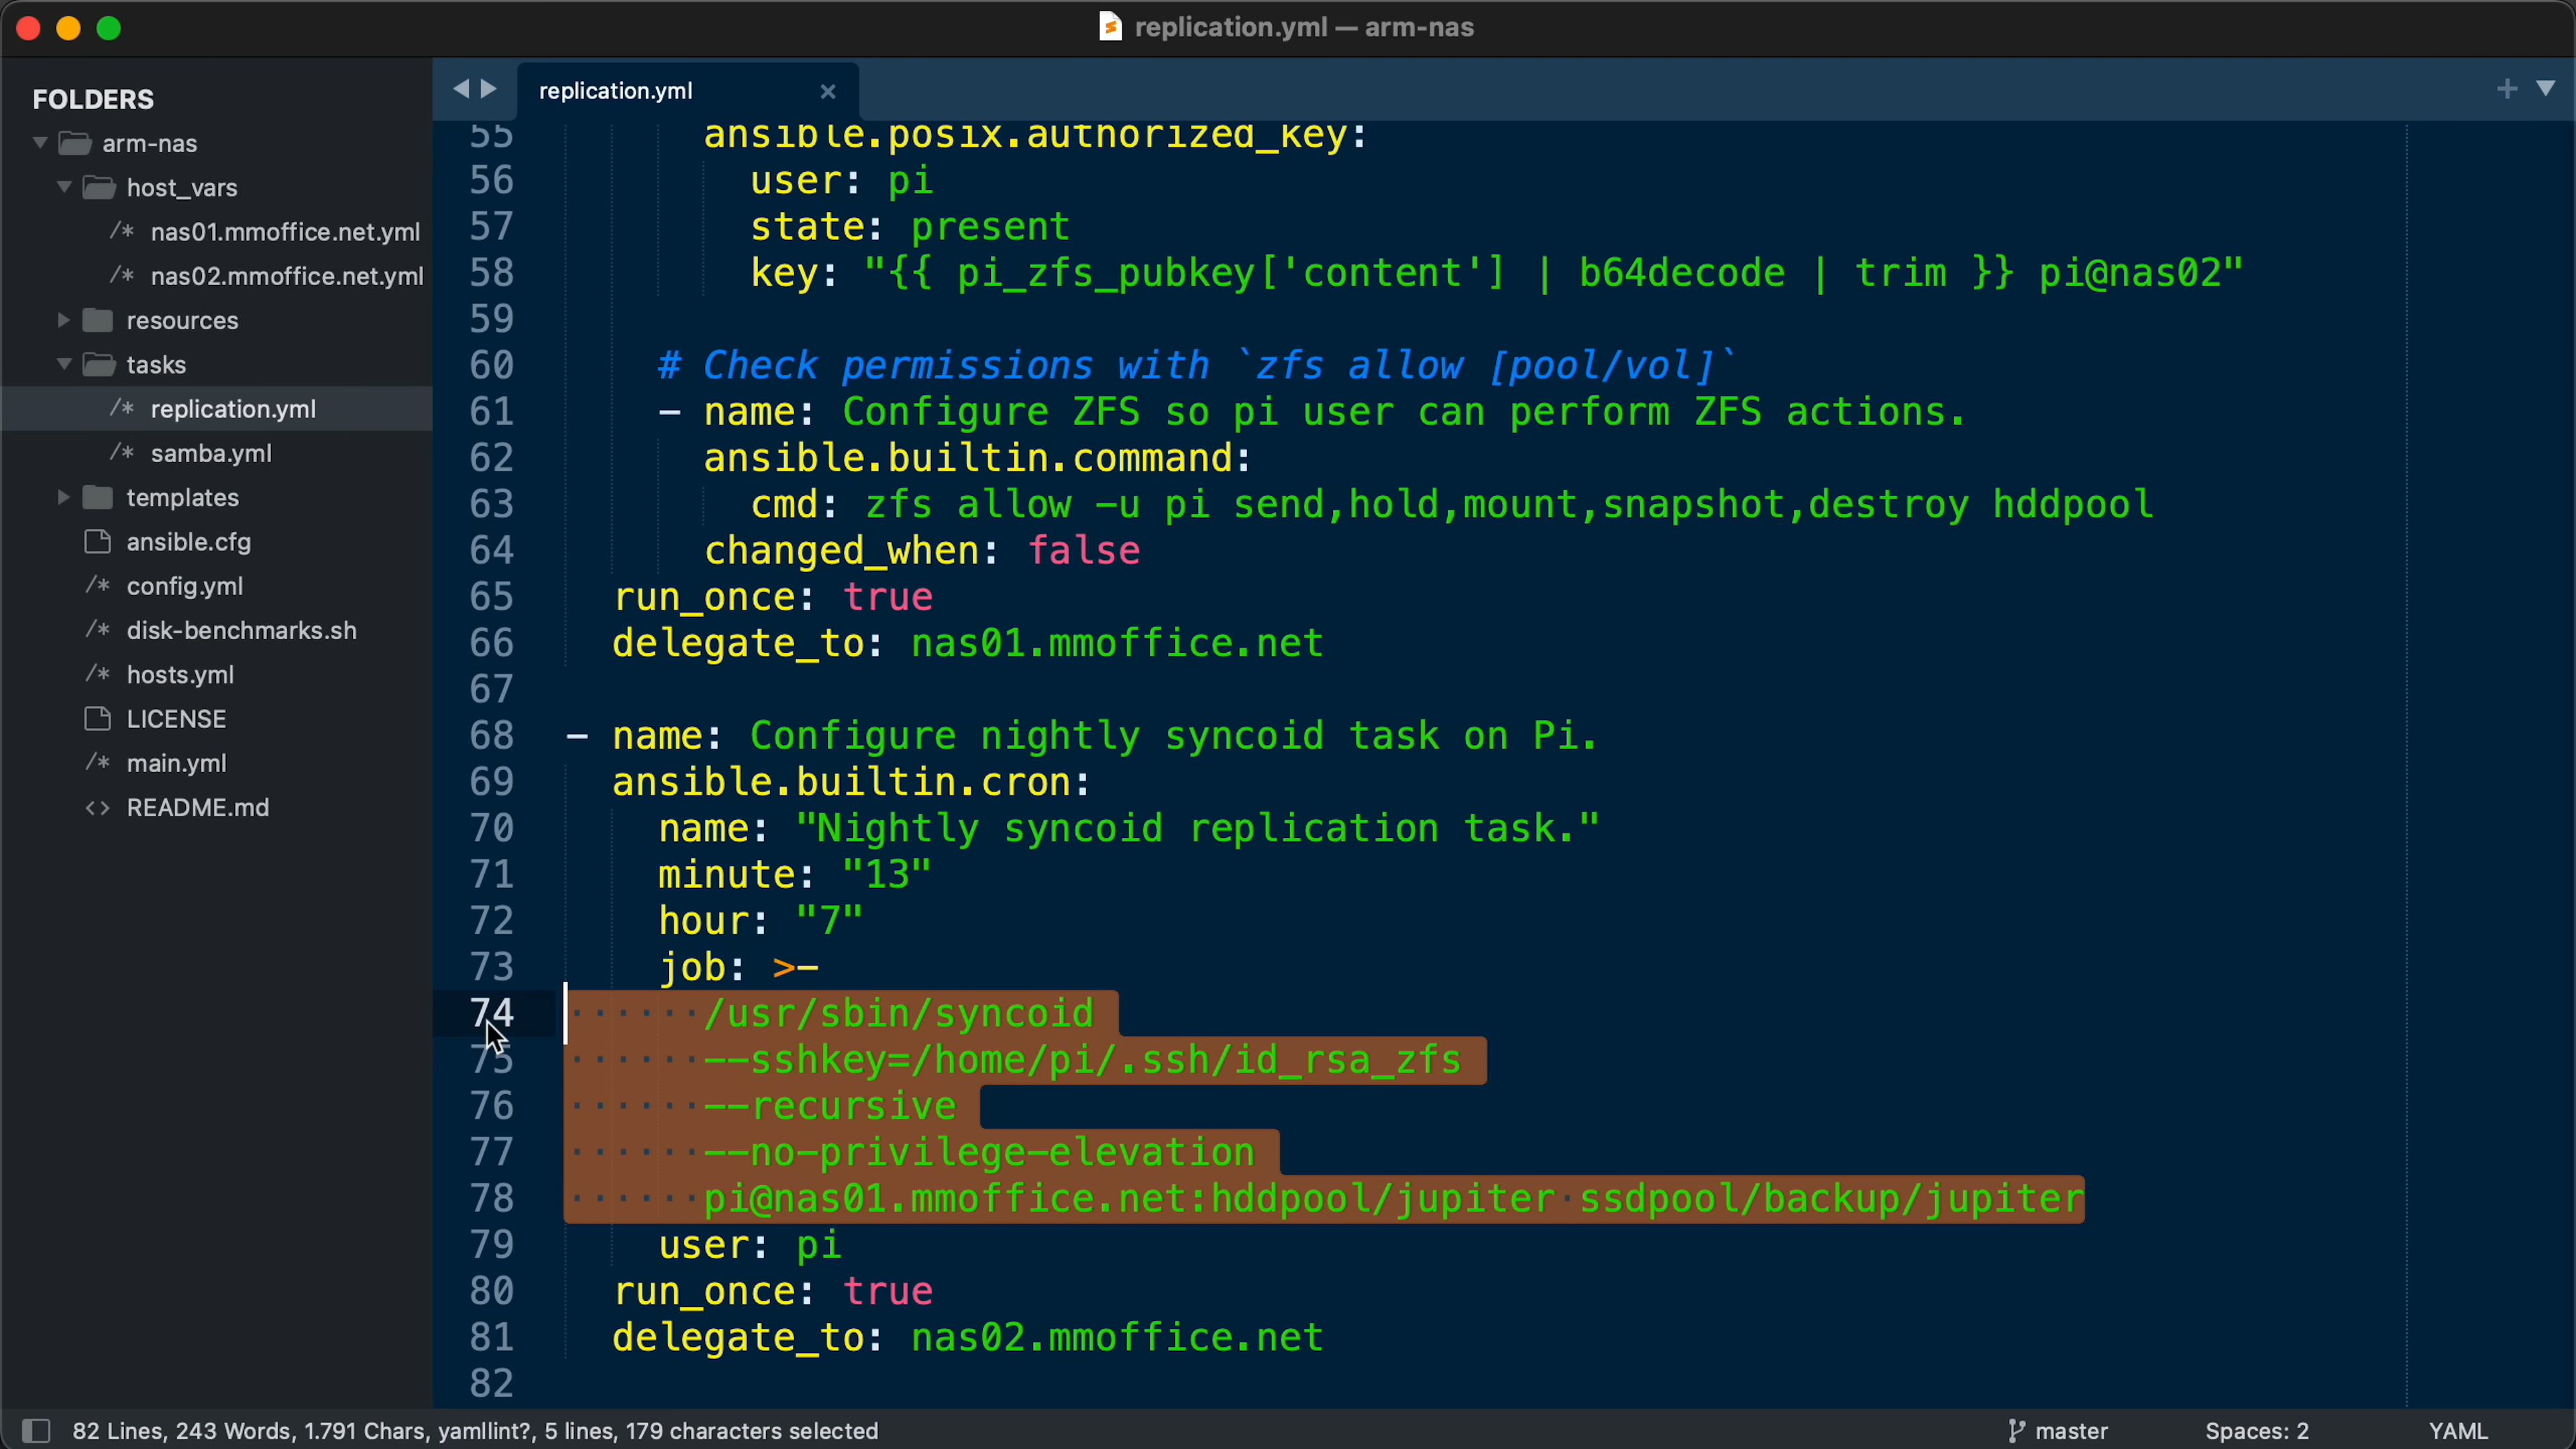 replication.yml — arm-nas
FOLDERS
arm-nas
host_vars
/* nas01.mmoffice.net.yml
/* nas02.mmoffice.net.yml
resources
tasks
/* replication.yml
/* samba.yml
templates
ansible.cfg
/* config.yml
/* disk-benchmarks.sh
/* hosts.yml
LICENSE
/* main.yml
<> README.md
replication.yml ×
55 ansible.posix.authorized_key:
56 user: pi
57 state: present
58 key: "{{ pi_zfs_pubkey['content'] | b64decode | trim }} pi@nas02"
59
60 # Check permissions with `zfs allow [pool/vol]`
61 - name: Configure ZFS so pi user can perform ZFS actions.
62 ansible.builtin.command:
63 cmd: zfs allow -u pi send,hold,mount,snapshot,destroy hddpool
64 changed_when: false
65 run_once: true
66 delegate_to: nas01.mmoffice.net
67
68 - name: Configure nightly syncoid task on Pi.
69 ansible.builtin.cron:
70 name: "Nightly syncoid replication task."
71 minute: "13"
72 hour: "7"
73 job: >-
74 /usr/sbin/syncoid
75 --sshkey=/home/pi/.ssh/id_rsa_zfs
76 --recursive
77 --no-privilege-elevation
78 pi@nas01.mmoffice.net:hddpool/jupiter ssdpool/backup/jupiter
79 user: pi
80 run_once: true
81 delegate_to: nas02.mmoffice.net
82
82 Lines, 243 Words, 1.791 Chars, yamllint?, 5 lines, 179 characters selected
master
Spaces: 2
YAML